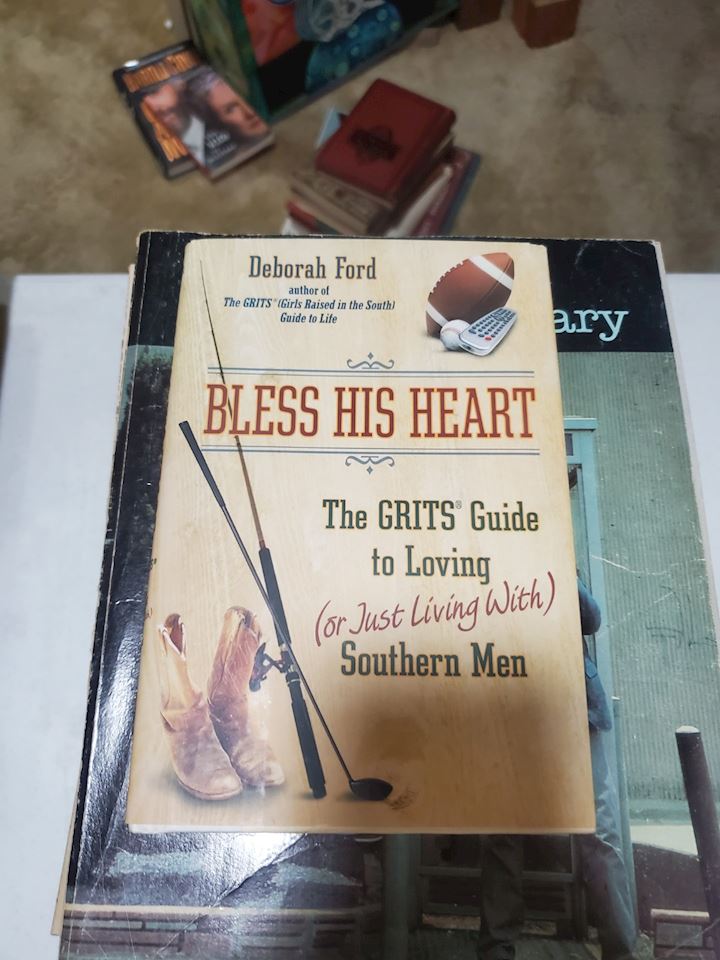 Deborah Ford
author of
The GRITS® (Girls Raised in the South)
Guide to Life
ary
BLESS HIS HEART
The GRITS® Guide
to Loving
(or Just Living With)
Southern Men